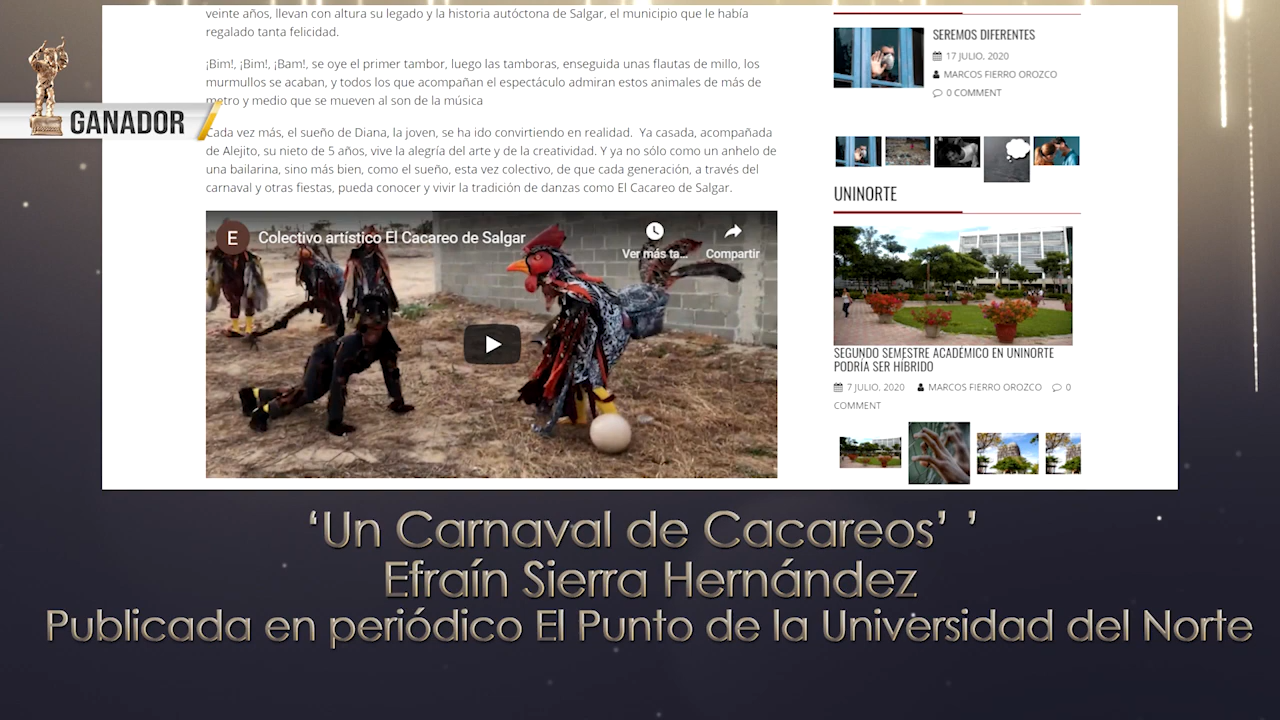 veinte años, llevan con altura su legado y la historia autóctona de Salgar, el municipio que le había
regalado tanta felicidad.
¡Bim!, ¡Bim!, ¡Bam!, se oye el primer tambor, luego las tamboras, enseguida unas flautas de millo, los
murmullos se acaban, y todos los que acompañan el espectáculo admiran estos animales de más de
metro y medio que se mueven al son de la música
GANADOR
Cada vez más, el sueño de Diana, la joven, se ha ido convirtiendo en realidad. Ya casada, acompañada
de Alejito, su nieto de 5 años, vive la alegría del arte y de la creatividad. Y ya no sólo como un anhelo de
una bailarina, sino más bien, como el sueño, esta vez colectivo, de que cada generación, a través del
carnaval y otras fiestas, pueda conocer y vivir la tradición de danzas como El Cacareo de Salgar.
E
Colectivo artístico El Cacareo de Salgar
Ver más ta...
Compartir
SEREMOS DIFERENTES
17 JULIO, 2020
MARCOS FIERRO OROZCO
0 COMMENT
UNINORTE
SEGUNDO SEMESTRE ACADÉMICO EN UNINORTE
PODRÍA SER HÍBRIDO
7 JULIO, 2020 MARCOS FIERRO OROZCO 0
COMMENT
‘Un Carnaval de Cacareos’ ’
Efraín Sierra Hernández
Publicada en periódico El Punto de la Universidad del Norte